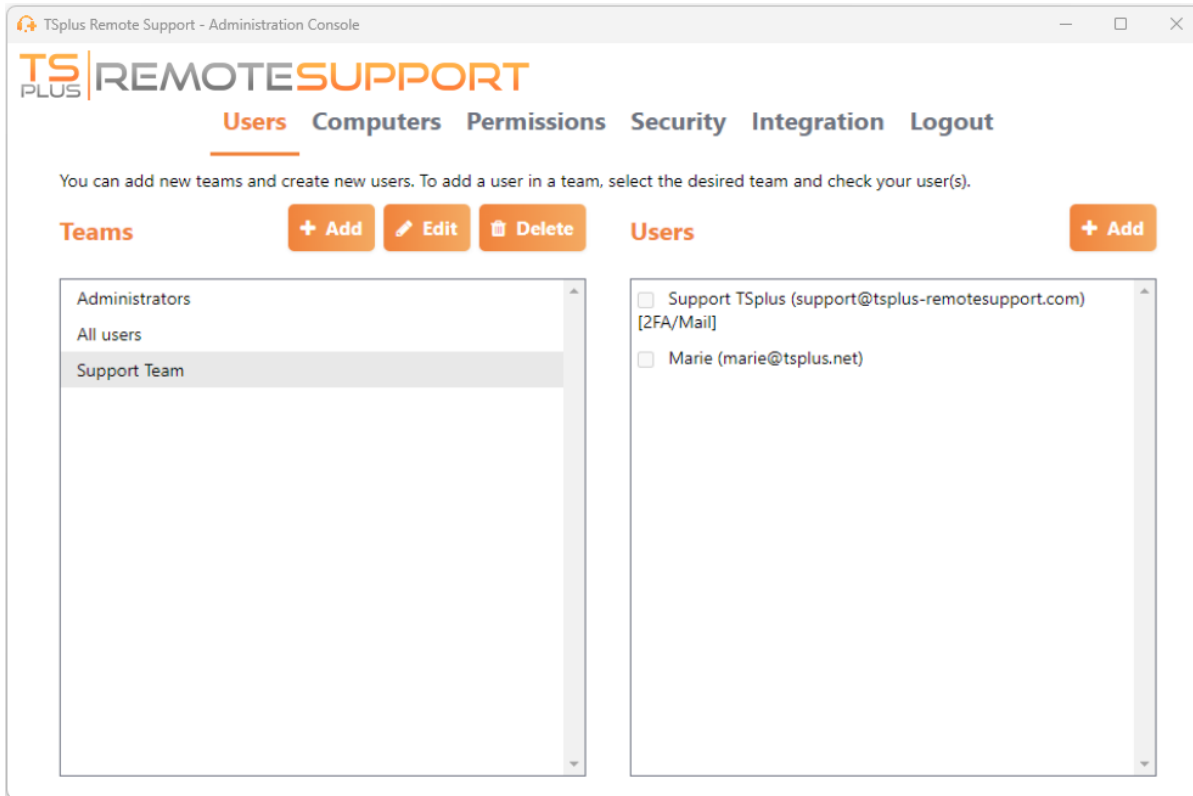 TSplus Remote Support - Administration Console
TS PLUS REMOTESUPPORT
Users Computers Permissions Security Integration Logout
You can add new teams and create new users. To add a user in a team, select the desired team and check your user(s).
Teams + Add Edit Delete
Users + Add
Administrators
All users
Support Team
Support TSplus (support@tsplus-remotesupport.com)
[2FA/Mail]
Marie (marie@tsplus.net)